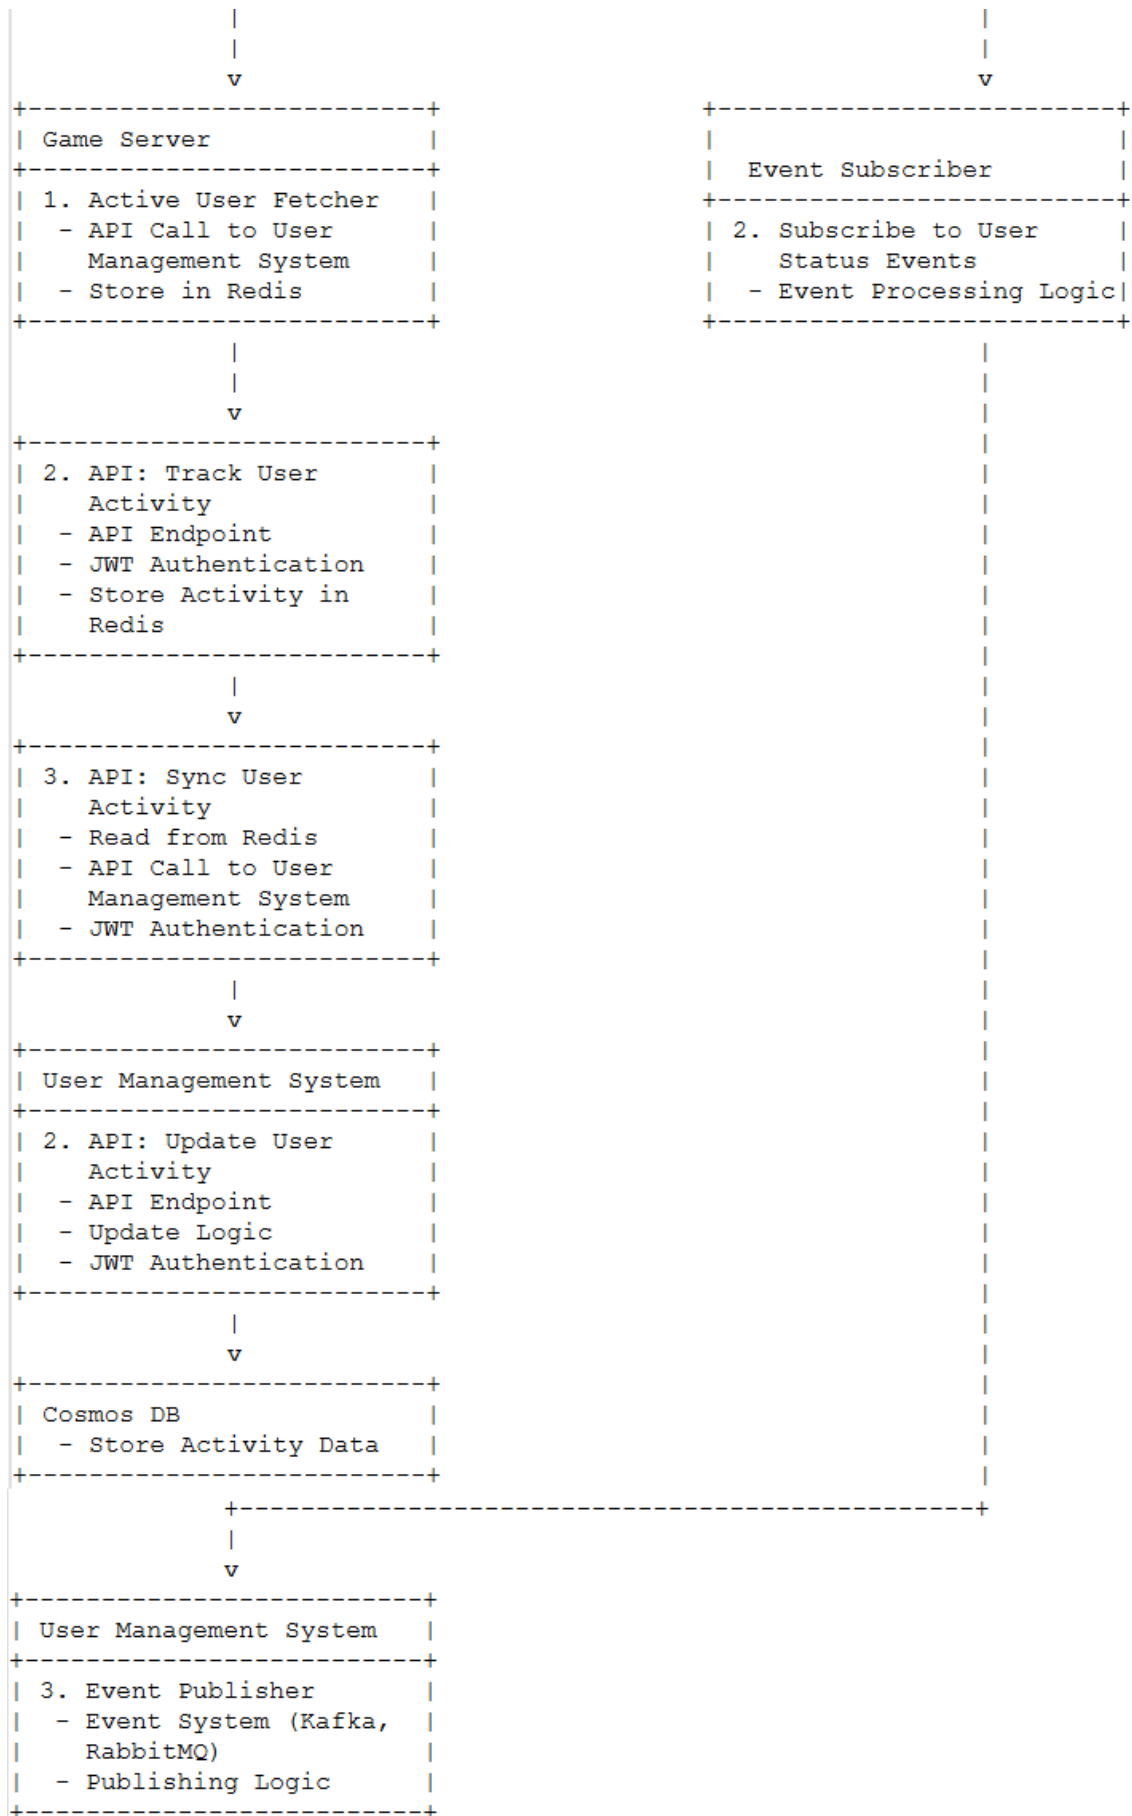 Game Server
1. Active User Fetcher
- API Call to User
Management System
- Store in Redis
Event Subscriber
2. Subscribe to User
Status Events
- Event Processing Logic
2. API: Track User
Activity
- API Endpoint
- JWT Authentication
- Store Activity in
Redis
3. API: Sync User
Activity
- Read from Redis
- API Call to User
Management System
- JWT Authentication
User Management System
2. API: Update User
Activity
- API Endpoint
- Update Logic
- JWT Authentication
Cosmos DB
- Store Activity Data
User Management System
3. Event Publisher
- Event System (Kafka,
RabbitMQ)
- Publishing Logic